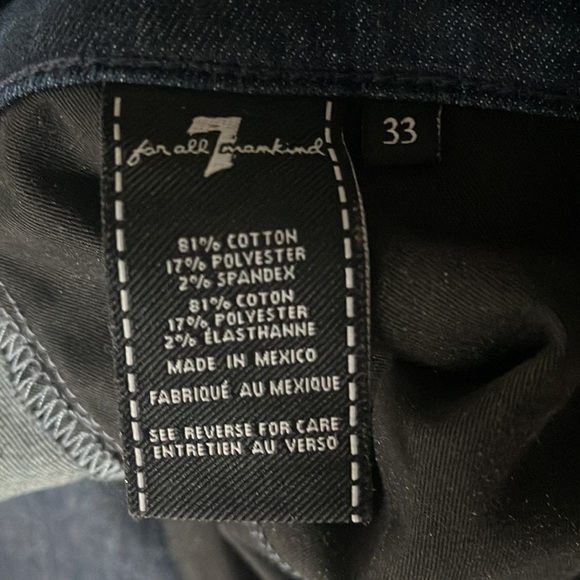 for all 7 mankind
33
81% COTTON
17% POLYESTER
2% SPANDEX
81% COTON
17% POLYESTER
2% ÉLASTHANNE
MADE IN MEXICO
FABRIQUÉ AU MEXIQUE
SEE REVERSE FOR CARE
ENTRETIEN AU VERSO